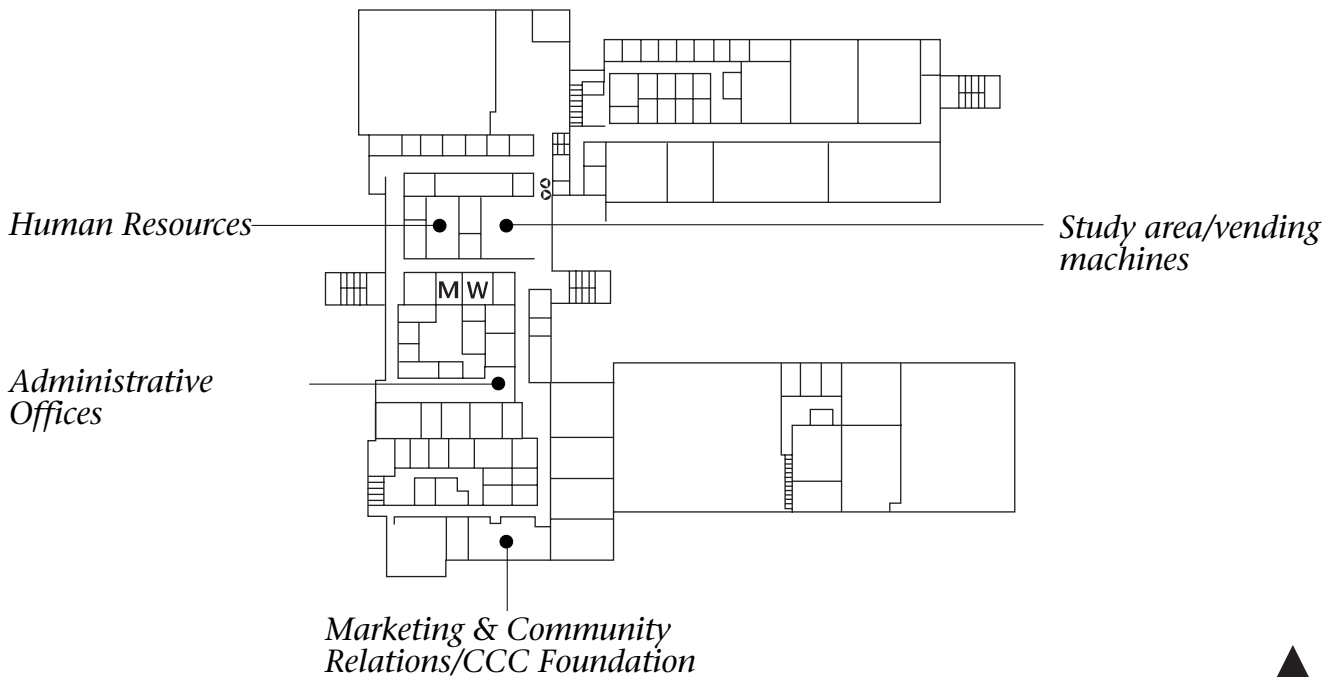 Human Resources
Study area/vending
machines
M W
Administrative
Offices
Marketing & Community
Relations/CCC Foundation